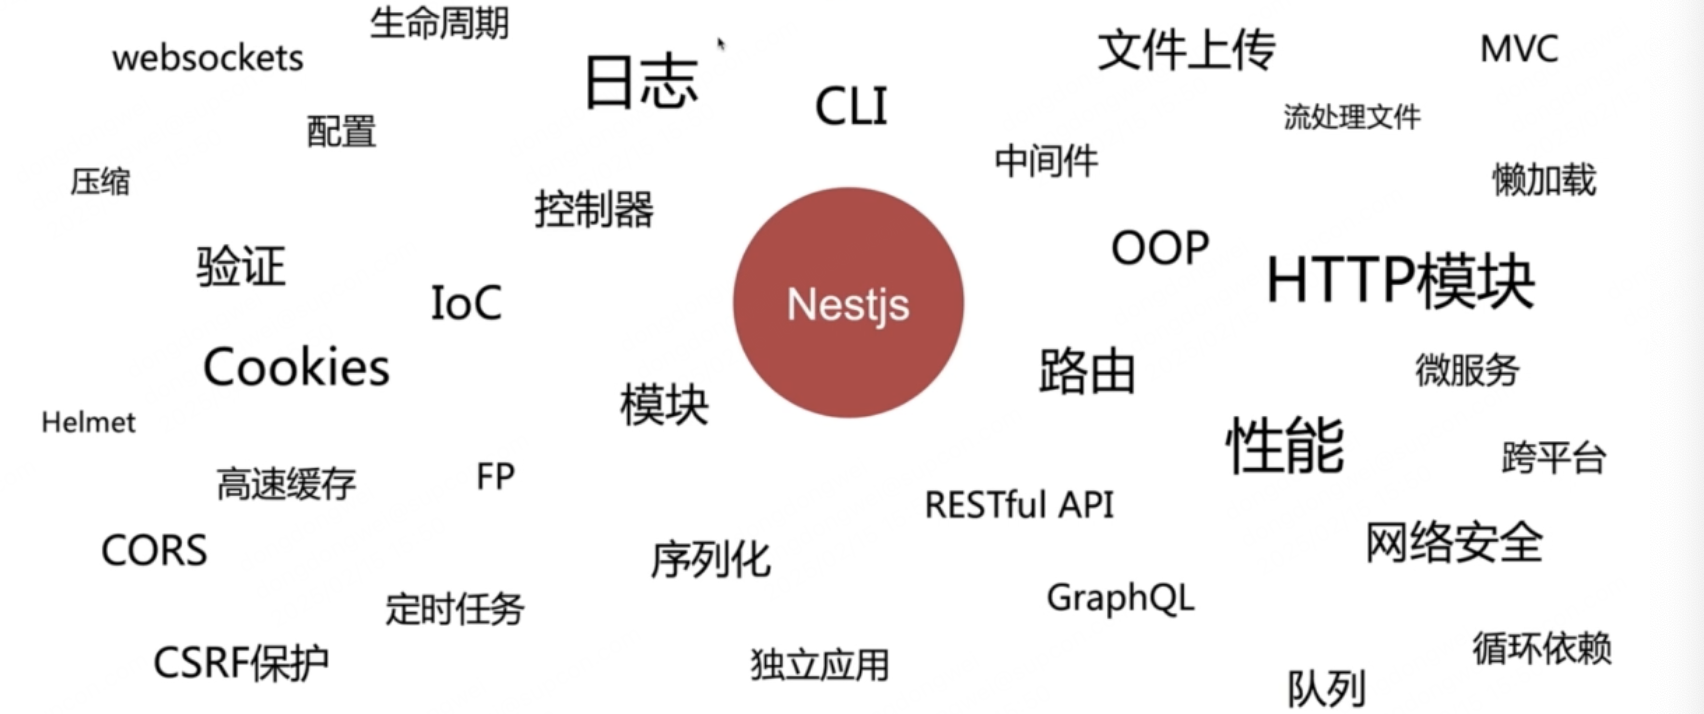 生命周期
websockets
日志
CLI
文件上传
MVC
配置
流处理文件
中间件
压缩
懒加载
控制器
验证
OOP
HTTP模块
IoC
Nestjs
Cookies
路由
微服务
模块
Helmet
性能
跨平台
高速缓存
FP
RESTful API
CORS
序列化
网络安全
定时任务
GraphQL
CSRF保护
独立应用
循环依赖
队列